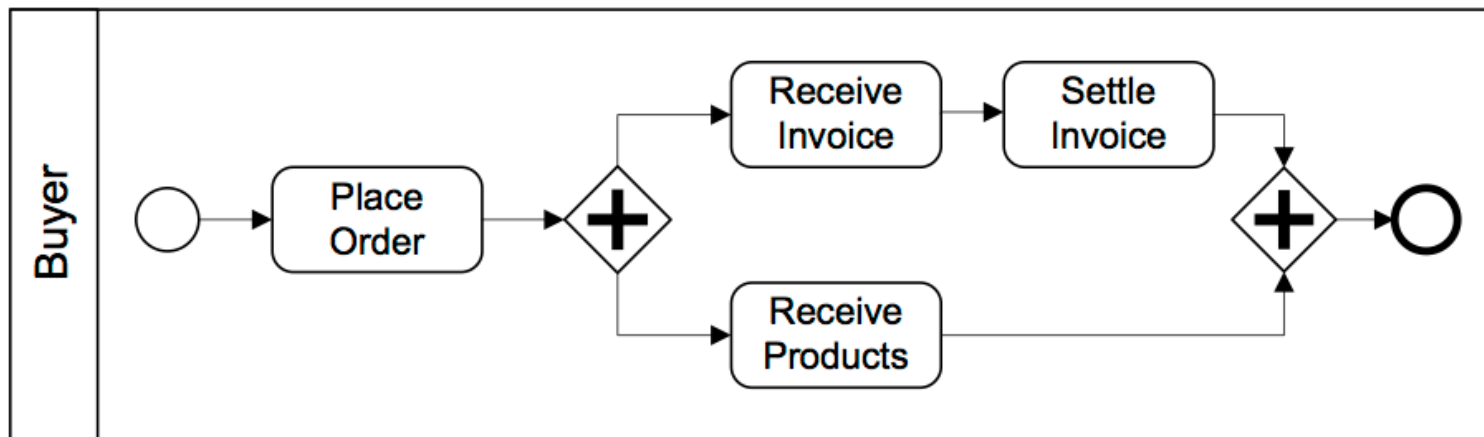 Buyer
Place
Order
Receive
Invoice
Settle
Invoice
Receive
Products